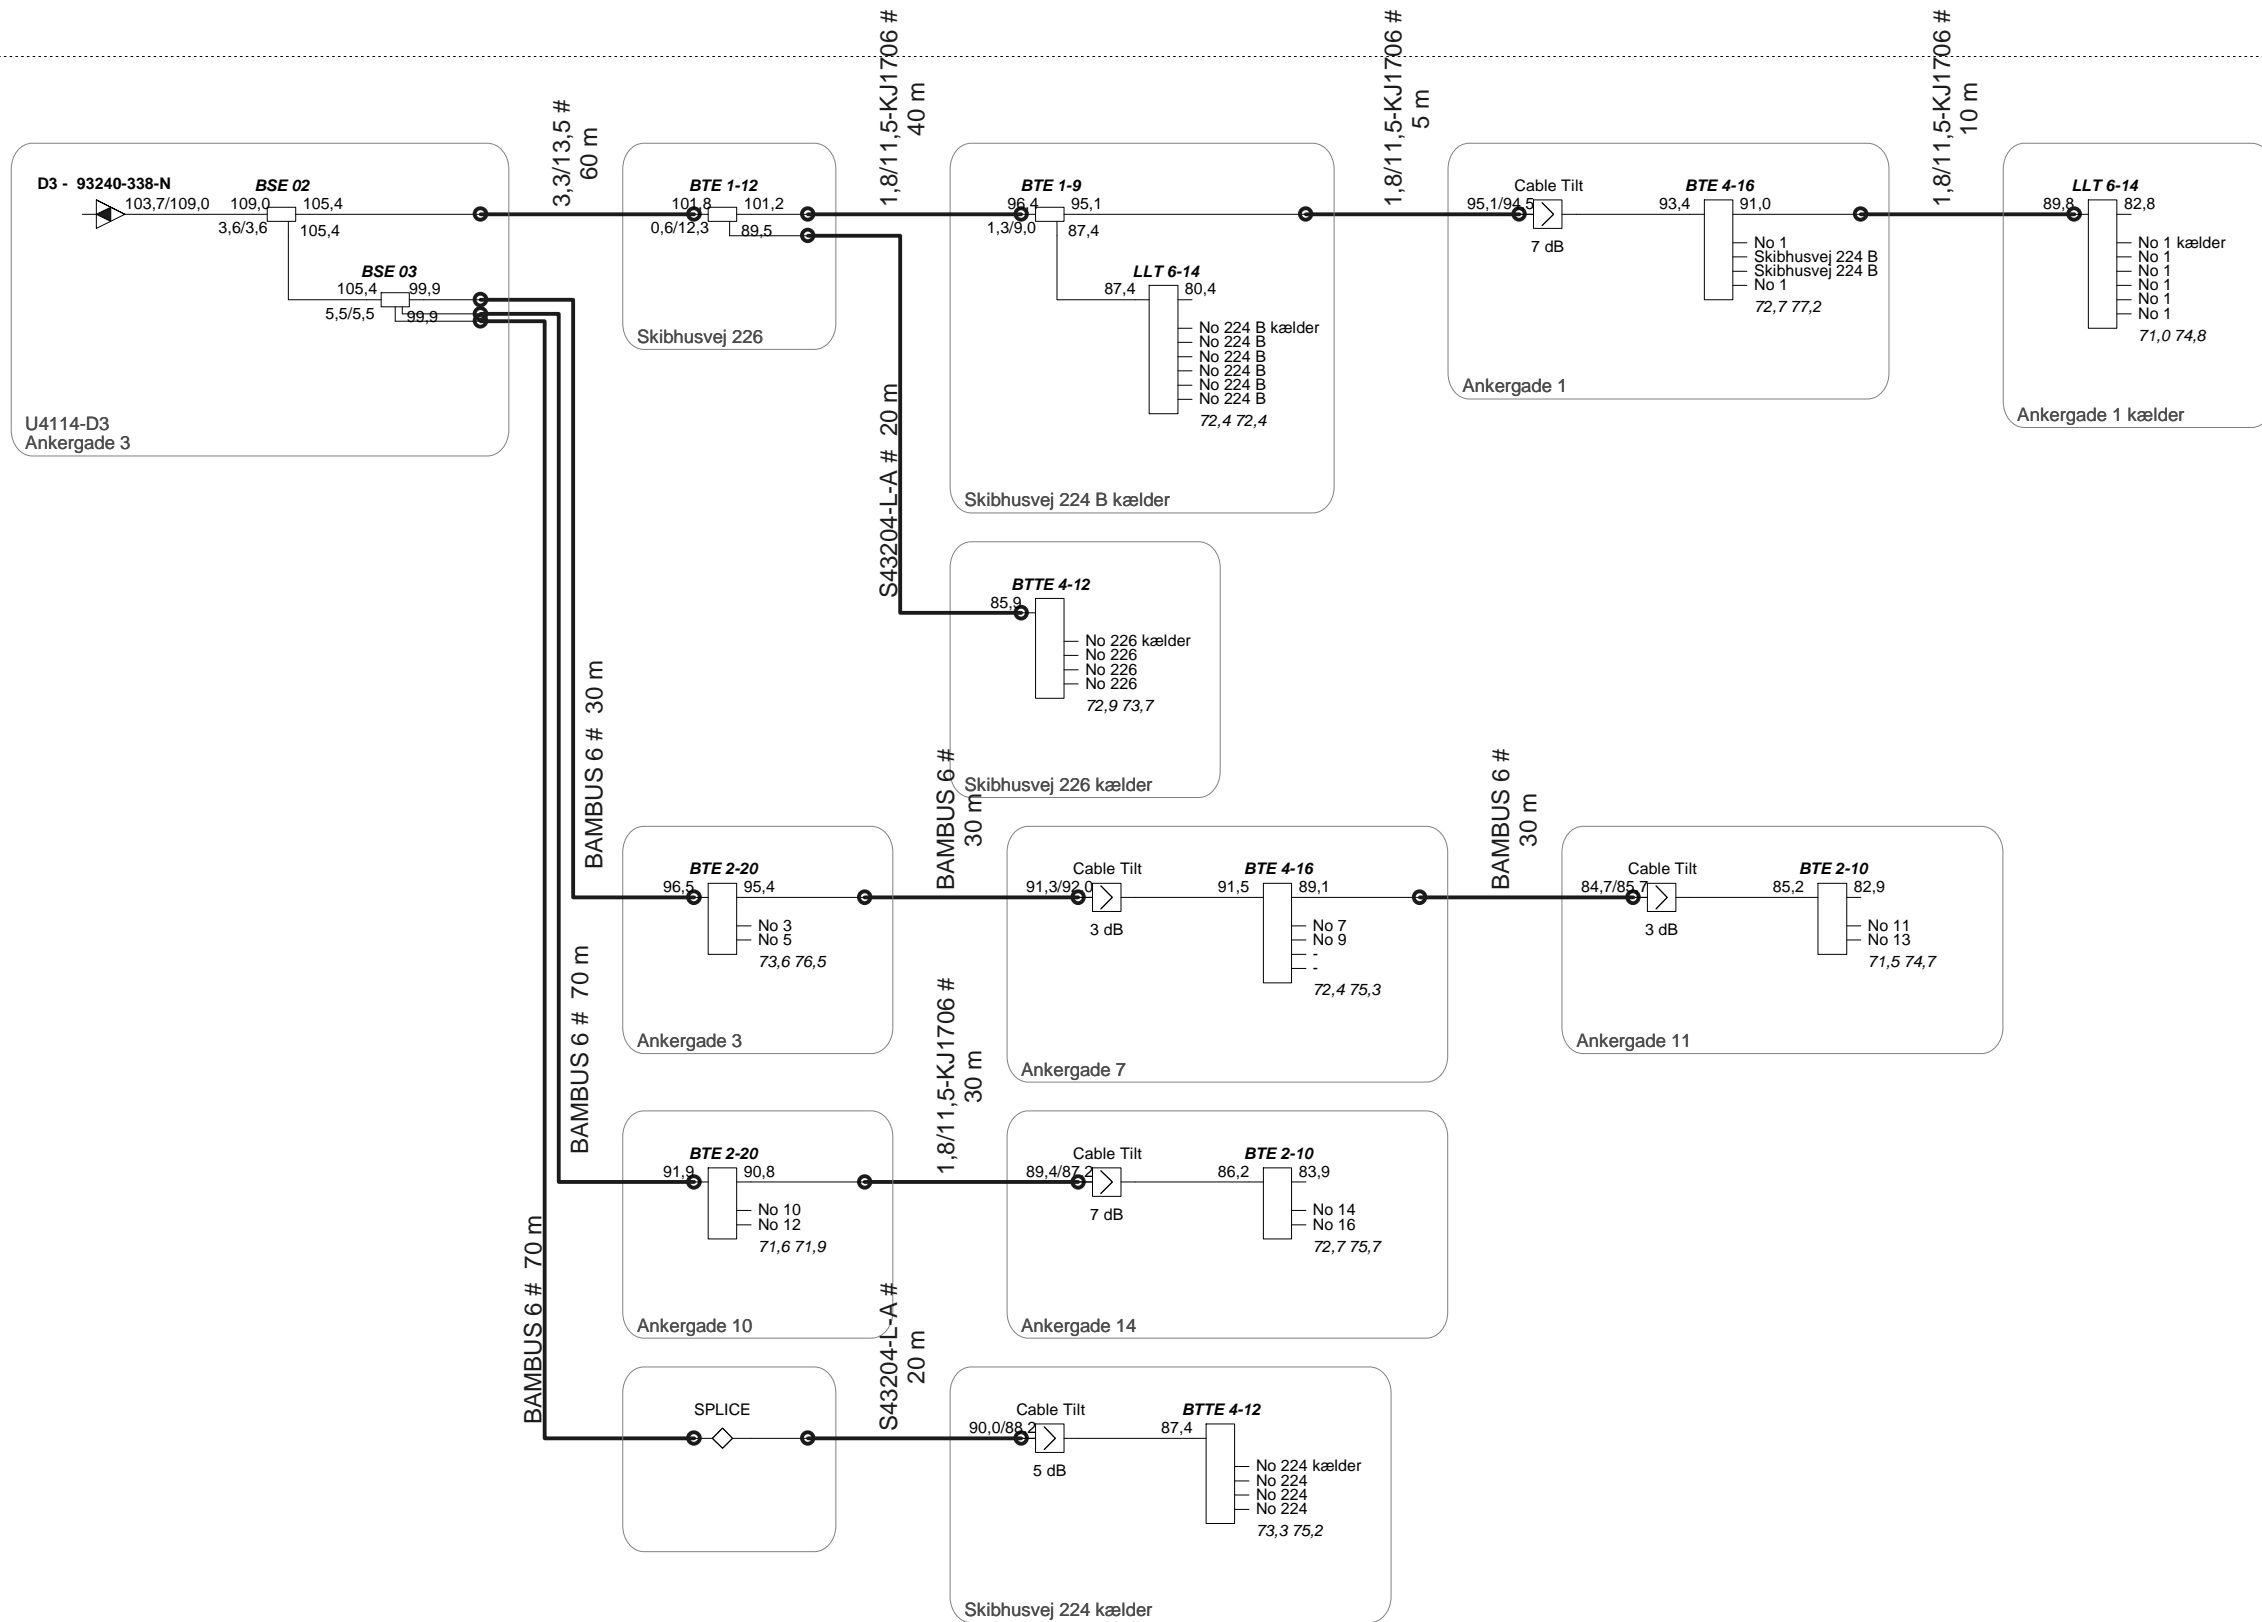 1,8/11,5-KJ1706 #
40 m
1,8/11,5-KJ1706 #
5 m
1,8/11,5-KJ1706 #
10 m
3,3/13,5 #
60 m
D3 - 93240-338-N
103,7/109,0
BSE 02
109,0
105,4
3,6/3,6
105,4
BSE 03
105,4
99,9
5,5/5,5
99,9
U4114-D3
Ankergade 3
BTE 1-12
101,8
101,2
0,6/12,3
89,5
Skibhusvej 226
BTE 1-9
96,4
95,1
1,3/9,0
87,4
LLT 6-14
87,4
80,4
No 224 B kælder
No 224 B
No 224 B
No 224 B
No 224 B
No 224 B
72,4 72,4
Skibhusvej 224 B kælder
Cable Tilt
95,1/94,5
7 dB
BTE 4-16
93,4
91,0
No 1
Skibhusvej 224 B
Skibhusvej 224 B
No 1
72,7 77,2
Ankergade 1
LLT 6-14
89,8
82,8
No 1 kælder
No 1
No 1
No 1
No 1
No 1
71,0 74,8
Ankergade 1 kælder
S43204-L-A # 20 m
BTTE 4-12
85,9
No 226 kælder
No 226
No 226
No 226
72,9 73,7
Skibhusvej 226 kælder
BAMBUS 6 # 30 m
BTE 2-20
96,5
95,4
No 3
No 5
73,6 76,5
Ankergade 3
BAMBUS 6 #
30 m
Cable Tilt
91,3/92,0
3 dB
BTE 4-16
91,5
89,1
No 7
No 9
-
-
72,4 75,3
Ankergade 7
BAMBUS 6 #
30 m
Cable Tilt
84,7/85,7
3 dB
BTE 2-10
85,2
82,9
No 11
No 13
71,5 74,7
Ankergade 11
BAMBUS 6 # 70 m
BTE 2-20
91,9
90,8
No 10
No 12
71,6 71,9
Ankergade 10
1,8/11,5-KJ1706 #
30 m
Cable Tilt
89,4/87,2
7 dB
BTE 2-10
86,2
83,9
No 14
No 16
72,7 75,7
Ankergade 14
BAMBUS 6 # 70 m
SPLICE
S43204-L-A #
20 m
Cable Tilt
90,0/88,2
5 dB
BTTE 4-12
87,4
No 224 kælder
No 224
No 224
No 224
73,3 75,2
Skibhusvej 224 kælder